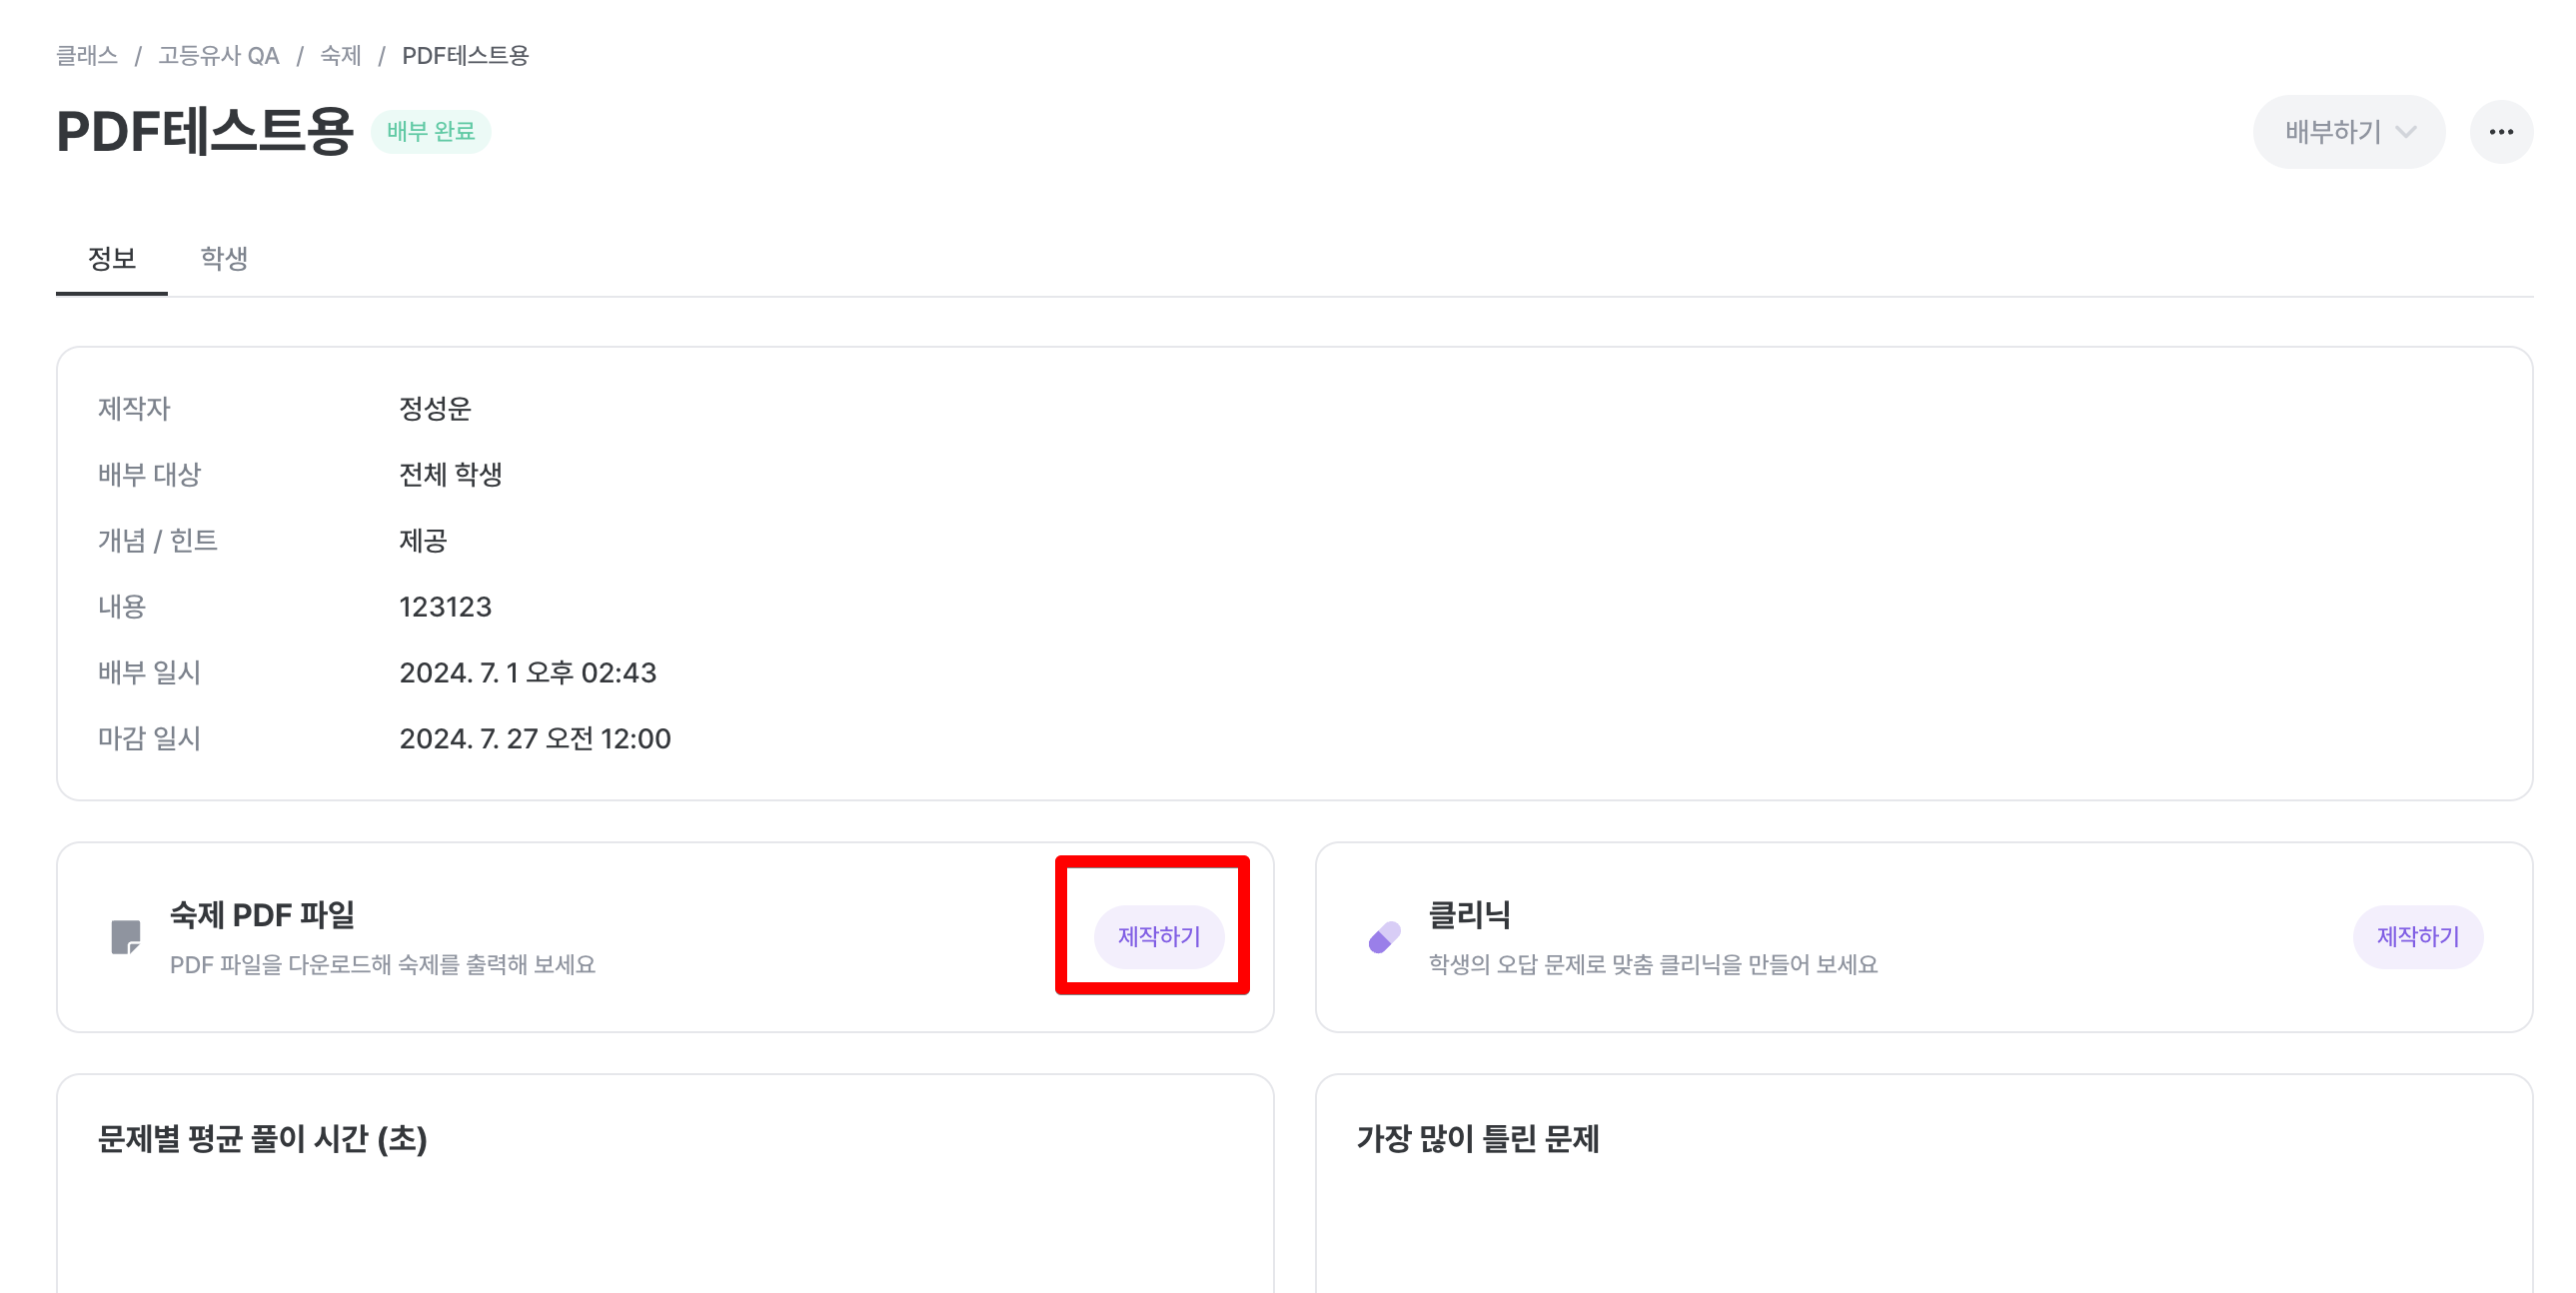 클래스 / 고등유사 QA / 숙제 / PDF테스트용
PDF테스트용 배부 완료
배부하기
정보 학생
제작자 정성운
배부 대상 전체 학생
개념 / 힌트 제공
내용 123123
배부 일시 2024. 7. 1 오후 02:43
마감 일시 2024. 7. 27 오전 12:00
숙제 PDF 파일
PDF 파일을 다운로드해 숙제를 출력해 보세요
제작하기
클리닉
학생의 오답 문제로 맞춤 클리닉을 만들어 보세요
제작하기
문제별 평균 풀이 시간 (초)
가장 많이 틀린 문제